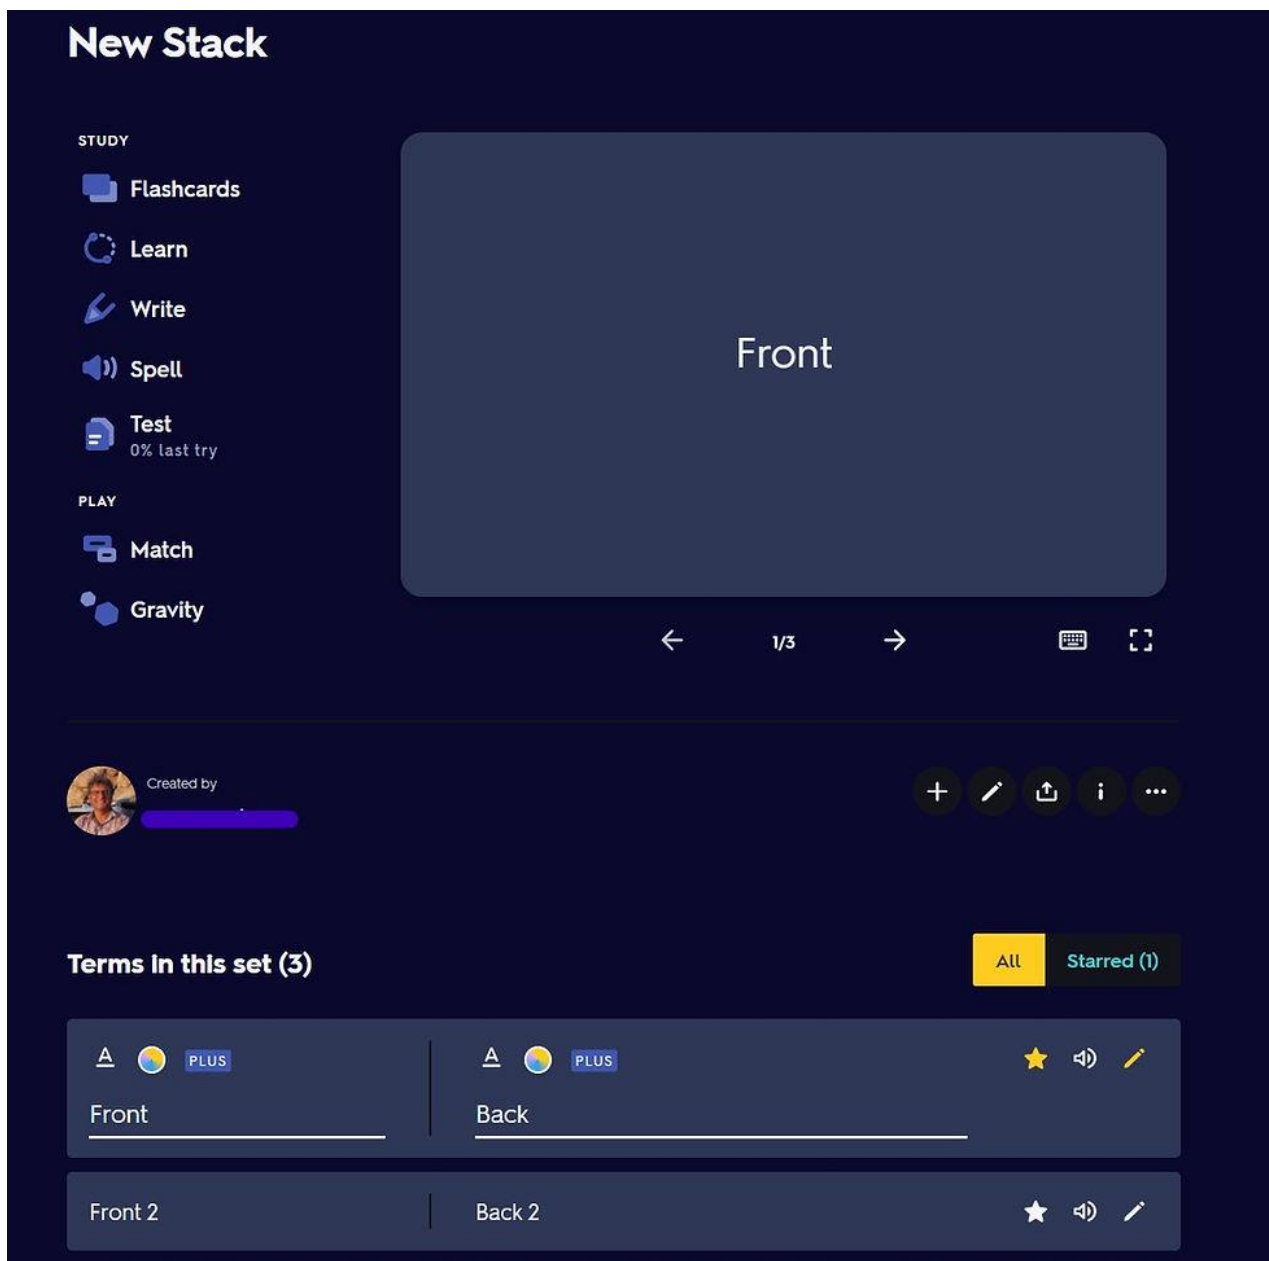 New Stack
STUDY
Flashcards
Learn
Write
Spell
Test
0% last try
PLAY
Match
Gravity
Front
1/3
Created by
Terms in this set (3)
All
Starred (1)
A PLUS
A PLUS
Front
Back
Front 2
Back 2